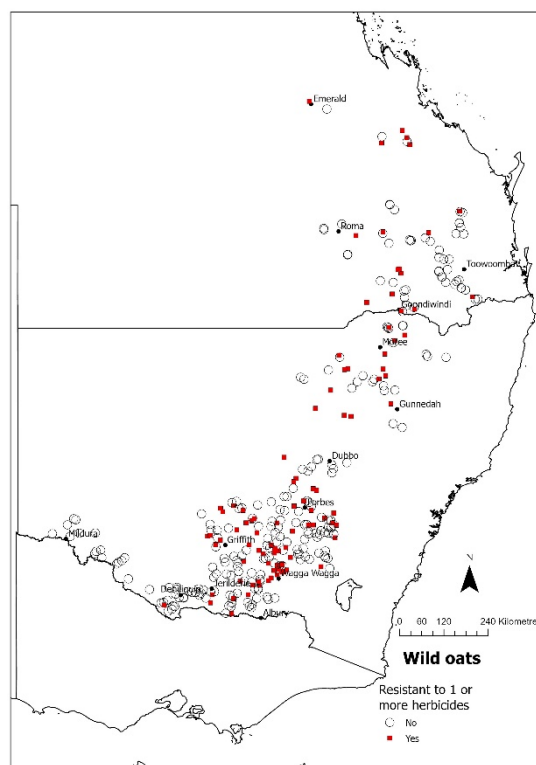 Emerald
Roma
Toowoomba
Goondiwindi
Moree
Gunnedah
Dubbo
Forbes
Mildura
Griffith
Wagga Wagga
Jerilderie
Deniliquin
Albury
N
0 60 120 240 Kilometre
Wild oats
Resistant to 1 or
more herbicides
No
Yes